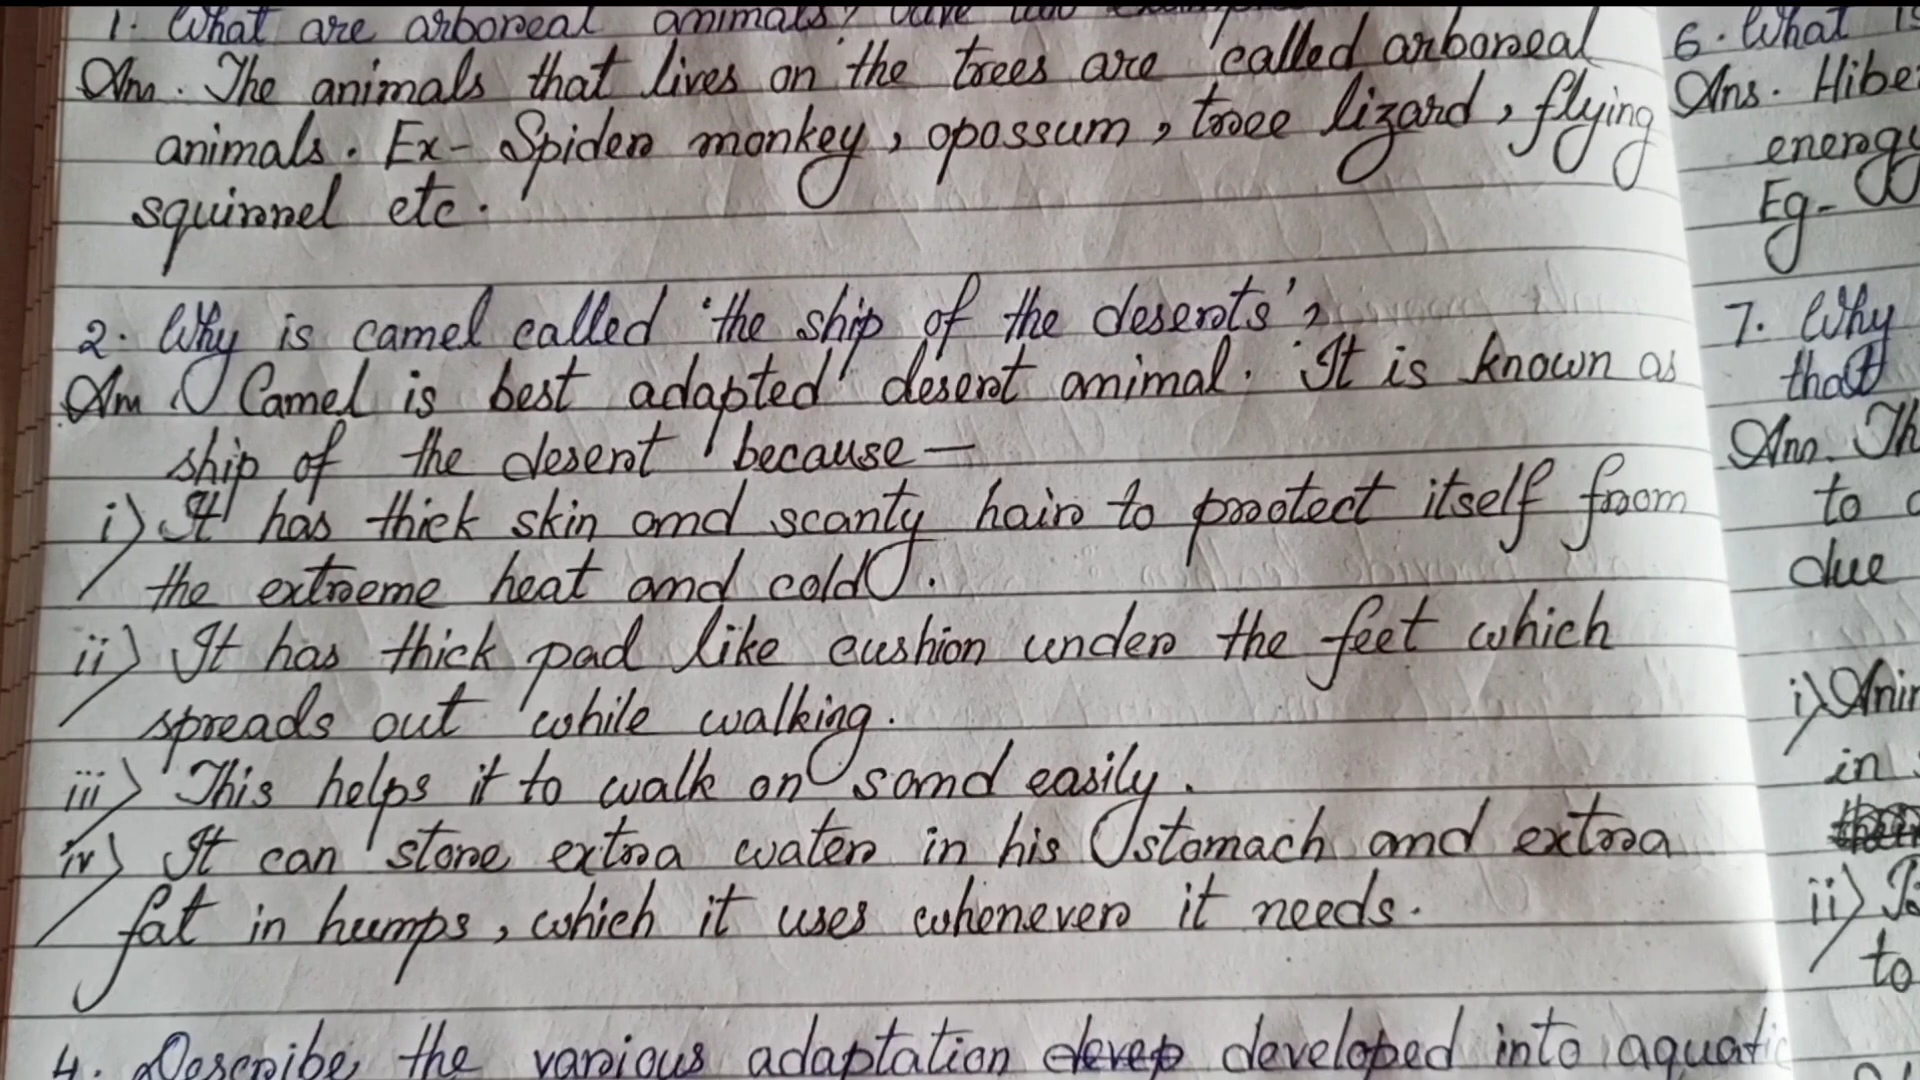 1. What are arboreal animals? Give two
Ans. The animals that lives on the trees are called arboreal
animals. Ex- Spider monkey, opossum, tree lizard, flying
squirrel etc.
2. Why is camel called 'the ship of the deserts'?
Ans Camel is best adapted desert animal. It is known as
ship of the desert because—
i) It has thick skin and scanty hair to protect itself from
the extreme heat and cold.
ii) It has thick pad like cushion under the feet which
spreads out while walking.
iii) This helps it to walk on sand easily.
iv) It can store extra water in his stomach and extra
fat in humps, which it uses whenever it needs.
4. Describe the various adaptation develop developed into aquatic
6. What is
Ans. Hiber
energy
Eg-
7. Why
that
Ans. Th
to
due
i) Anim
in
ii)
to